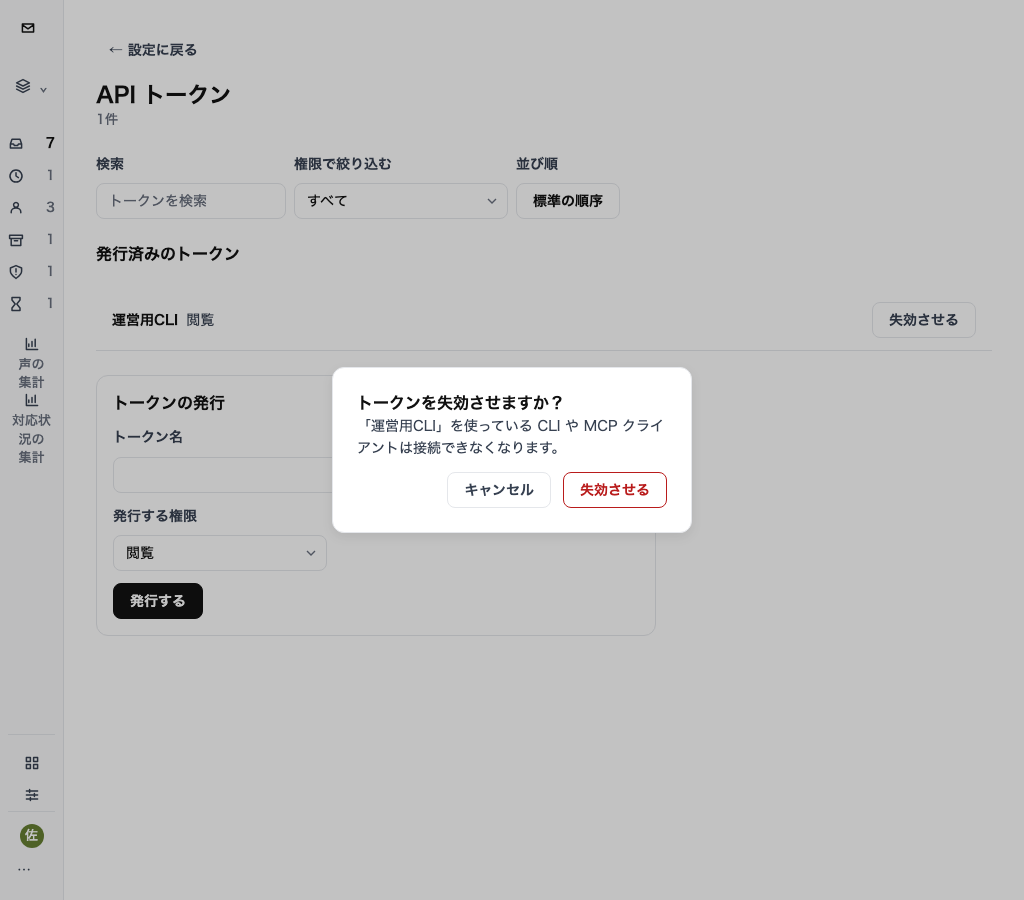 ← 設定に戻る
API トークン
1件
検索
権限で絞り込む
並び順
トークンを検索
すべて
標準の順序
発行済みのトークン
運営用CLI 閲覧
失効させる
7
1
3
1
1
1
声の
集計
対応状
況の
集計
佐
…
トークンの発行
トークン名
発行する権限
閲覧
発行する
トークンを失効させますか？
「運営用CLI」を使っている CLI や MCP クライ
アントは接続できなくなります。
キャンセル
失効させる